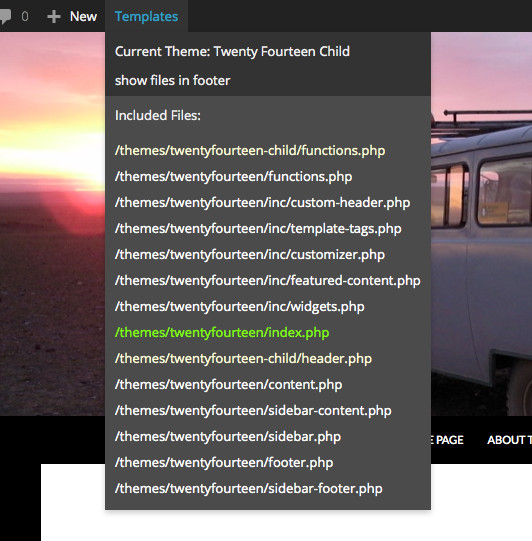 0 New Templates
Current Theme: Twenty Fourteen Child
show files in footer
Included Files:
/themes/twentyfourteen-child/functions.php
/themes/twentyfourteen/functions.php
/themes/twentyfourteen/inc/custom-header.php
/themes/twentyfourteen/inc/template-tags.php
/themes/twentyfourteen/inc/customizer.php
/themes/twentyfourteen/inc/featured-content.php
/themes/twentyfourteen/inc/widgets.php
/themes/twentyfourteen/index.php
/themes/twentyfourteen-child/header.php
/themes/twentyfourteen/content.php
/themes/twentyfourteen/sidebar-content.php
/themes/twentyfourteen/sidebar.php
E PAGE ABOUT T
/themes/twentyfourteen/footer.php
/themes/twentyfourteen/sidebar-footer.php